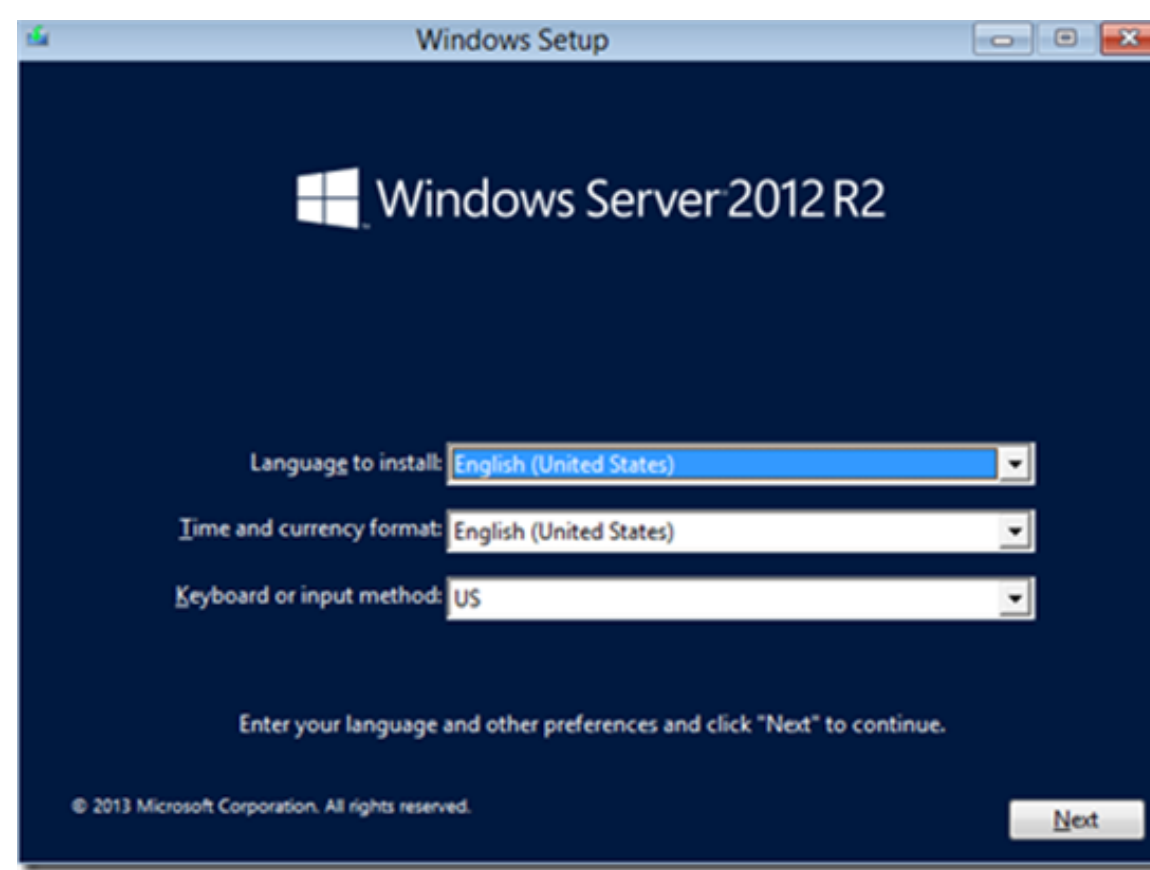 Windows Setup
Windows Server 2012 R2
Language to install: English (United States)
Time and currency format: English (United States)
Keyboard or input method: US
Enter your language and other preferences and click "Next" to continue.
© 2013 Microsoft Corporation. All rights reserved.
Next